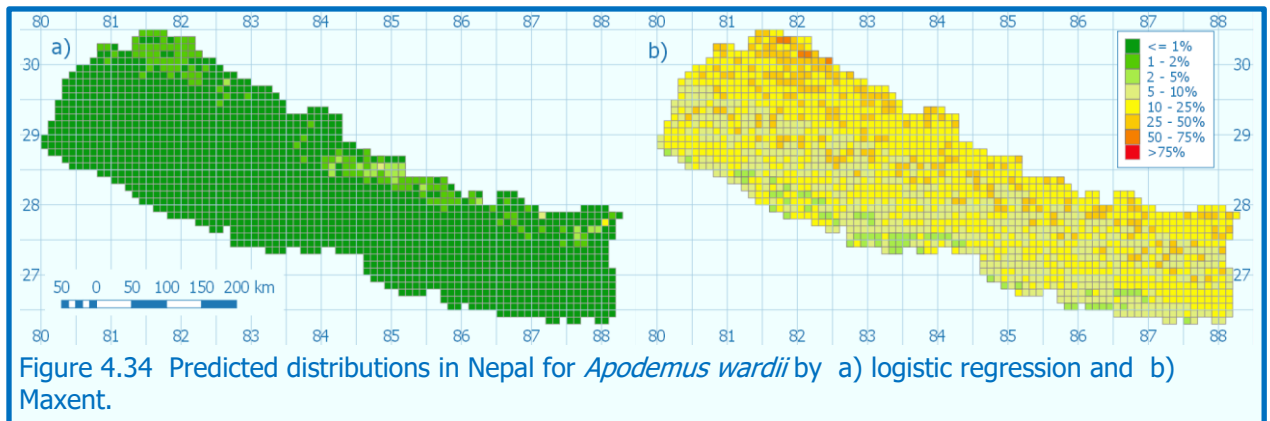 80 81 82 83 84 85 86 87 88 80 81 82 83 84 85 86 87 88
a) b)
<= 1%
1 - 2%
2 - 5%
5 - 10%
10 - 25%
25 - 50%
50 - 75%
>75%
30 30 30
29 29 29
28 28 28
27 27 27
50 0 50 100 150 200 km
80 81 82 83 84 85 86 87 88 80 81 82 83 84 85 86 87 88
Figure 4.34 Predicted distributions in Nepal for Apodemus wardii by a) logistic regression and b)
Maxent.